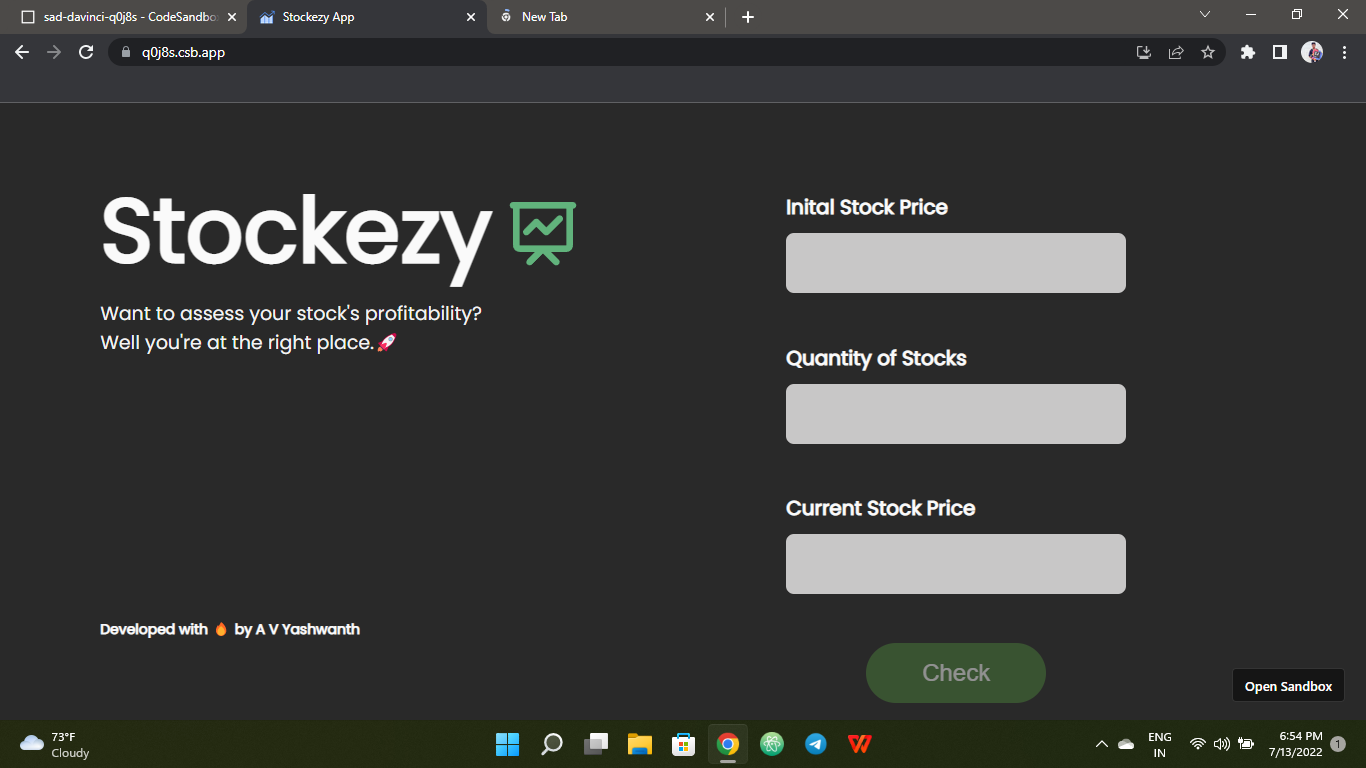 sad-davinci-q0j8s - CodeSandbo
Stockezy App
New Tab
q0j8s.csb.app
Stockezy
Want to assess your stock's profitability?
Well you're at the right place.🚀
Developed with 🔥 by A V Yashwanth
Inital Stock Price
Quantity of Stocks
Current Stock Price
Check
Open Sandbox
73°F
Cloudy
ENG
IN
6:54 PM
7/13/2022
1